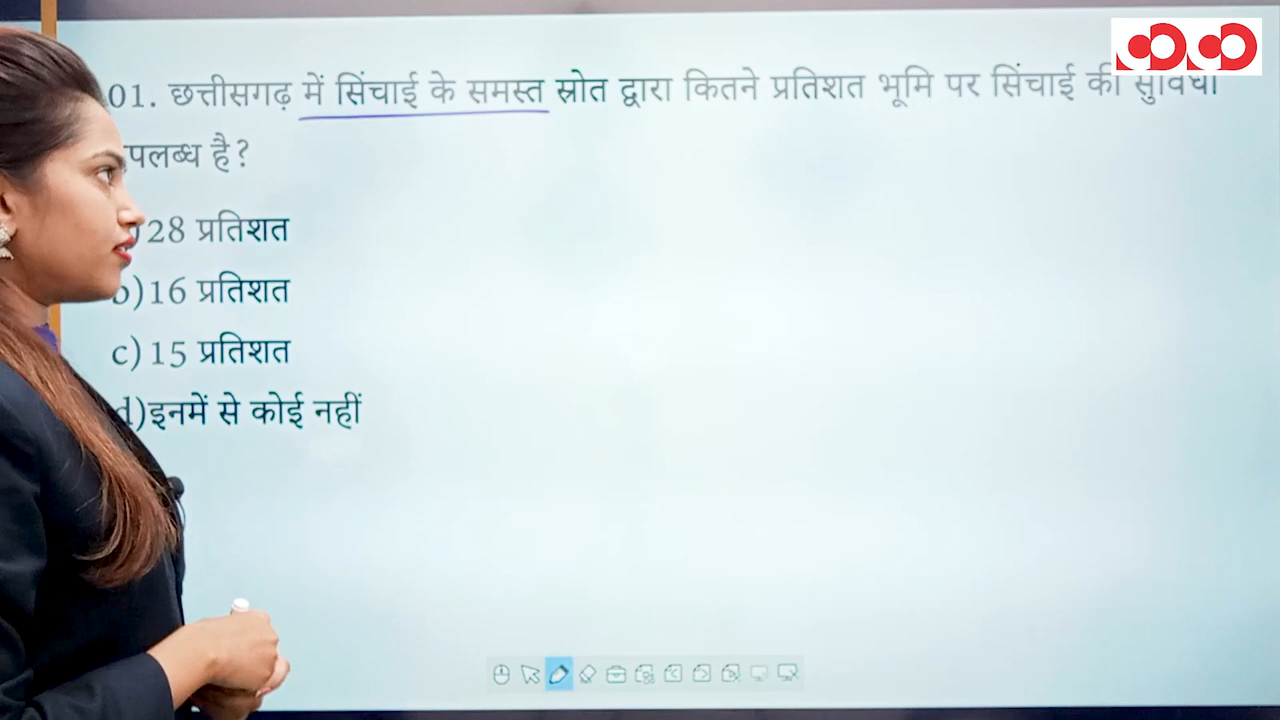 01. छत्तीसगढ़ में सिंचाई के समस्त स्रोत द्वारा कितने प्रतिशत भूमि पर सिंचाई की सुविधा
पलब्ध है?
28 प्रतिशत
b)16 प्रतिशत
c) 15 प्रतिशत
d)इनमें से कोई नहीं